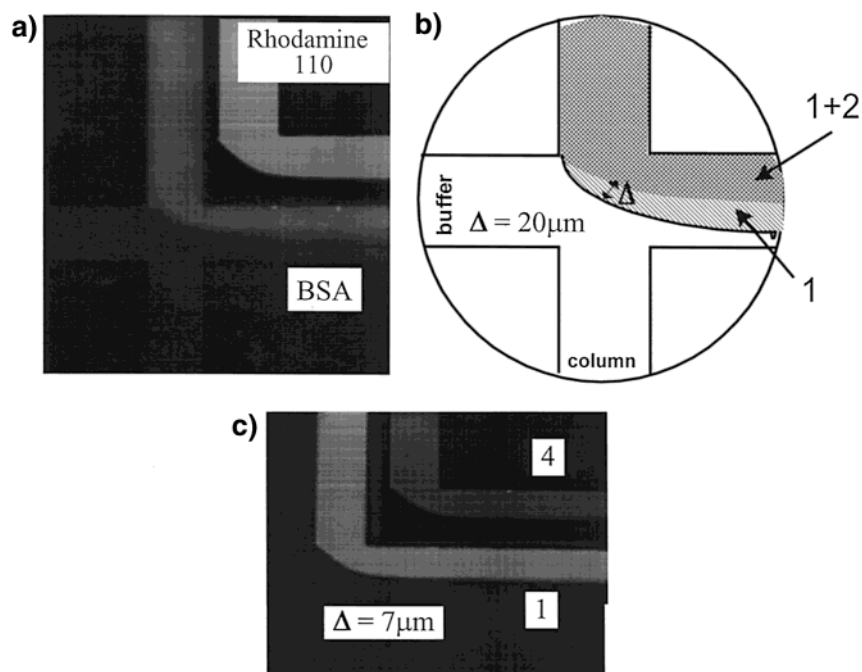 a)
Rhodamine
110
BSA
b)
1+2
buffer
Δ
Δ = 20μm
1
column
c)
4
1
Δ = 7μm